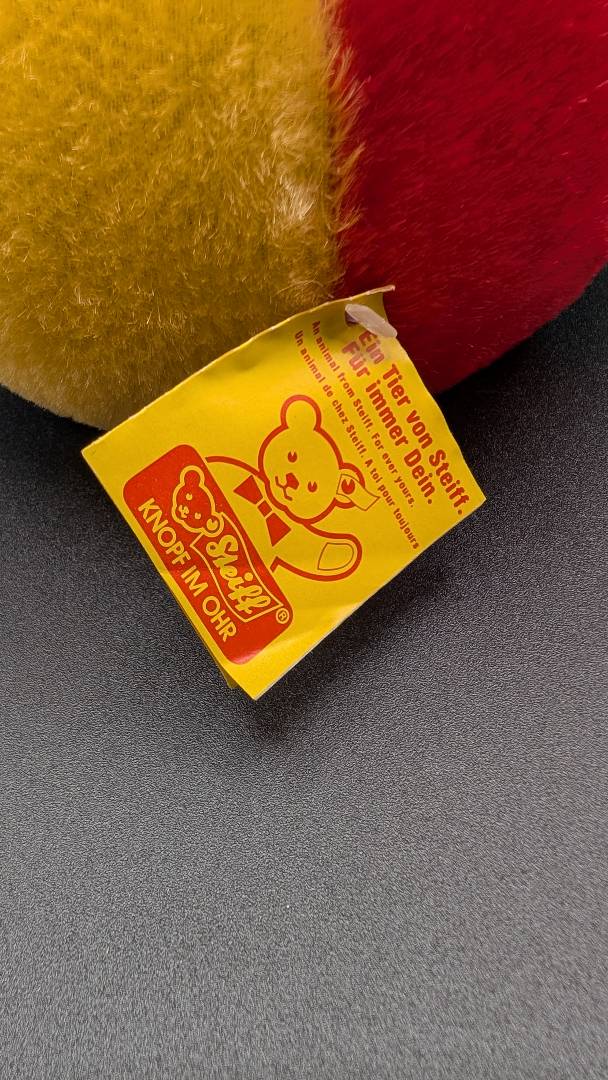 Ein Tier von Steiff.
Für immer Dein.
An animal from Steiff. For ever yours.
Un animal de chez Steiff. A toi pour toujours
Steiff®
KNOPF IM OHR